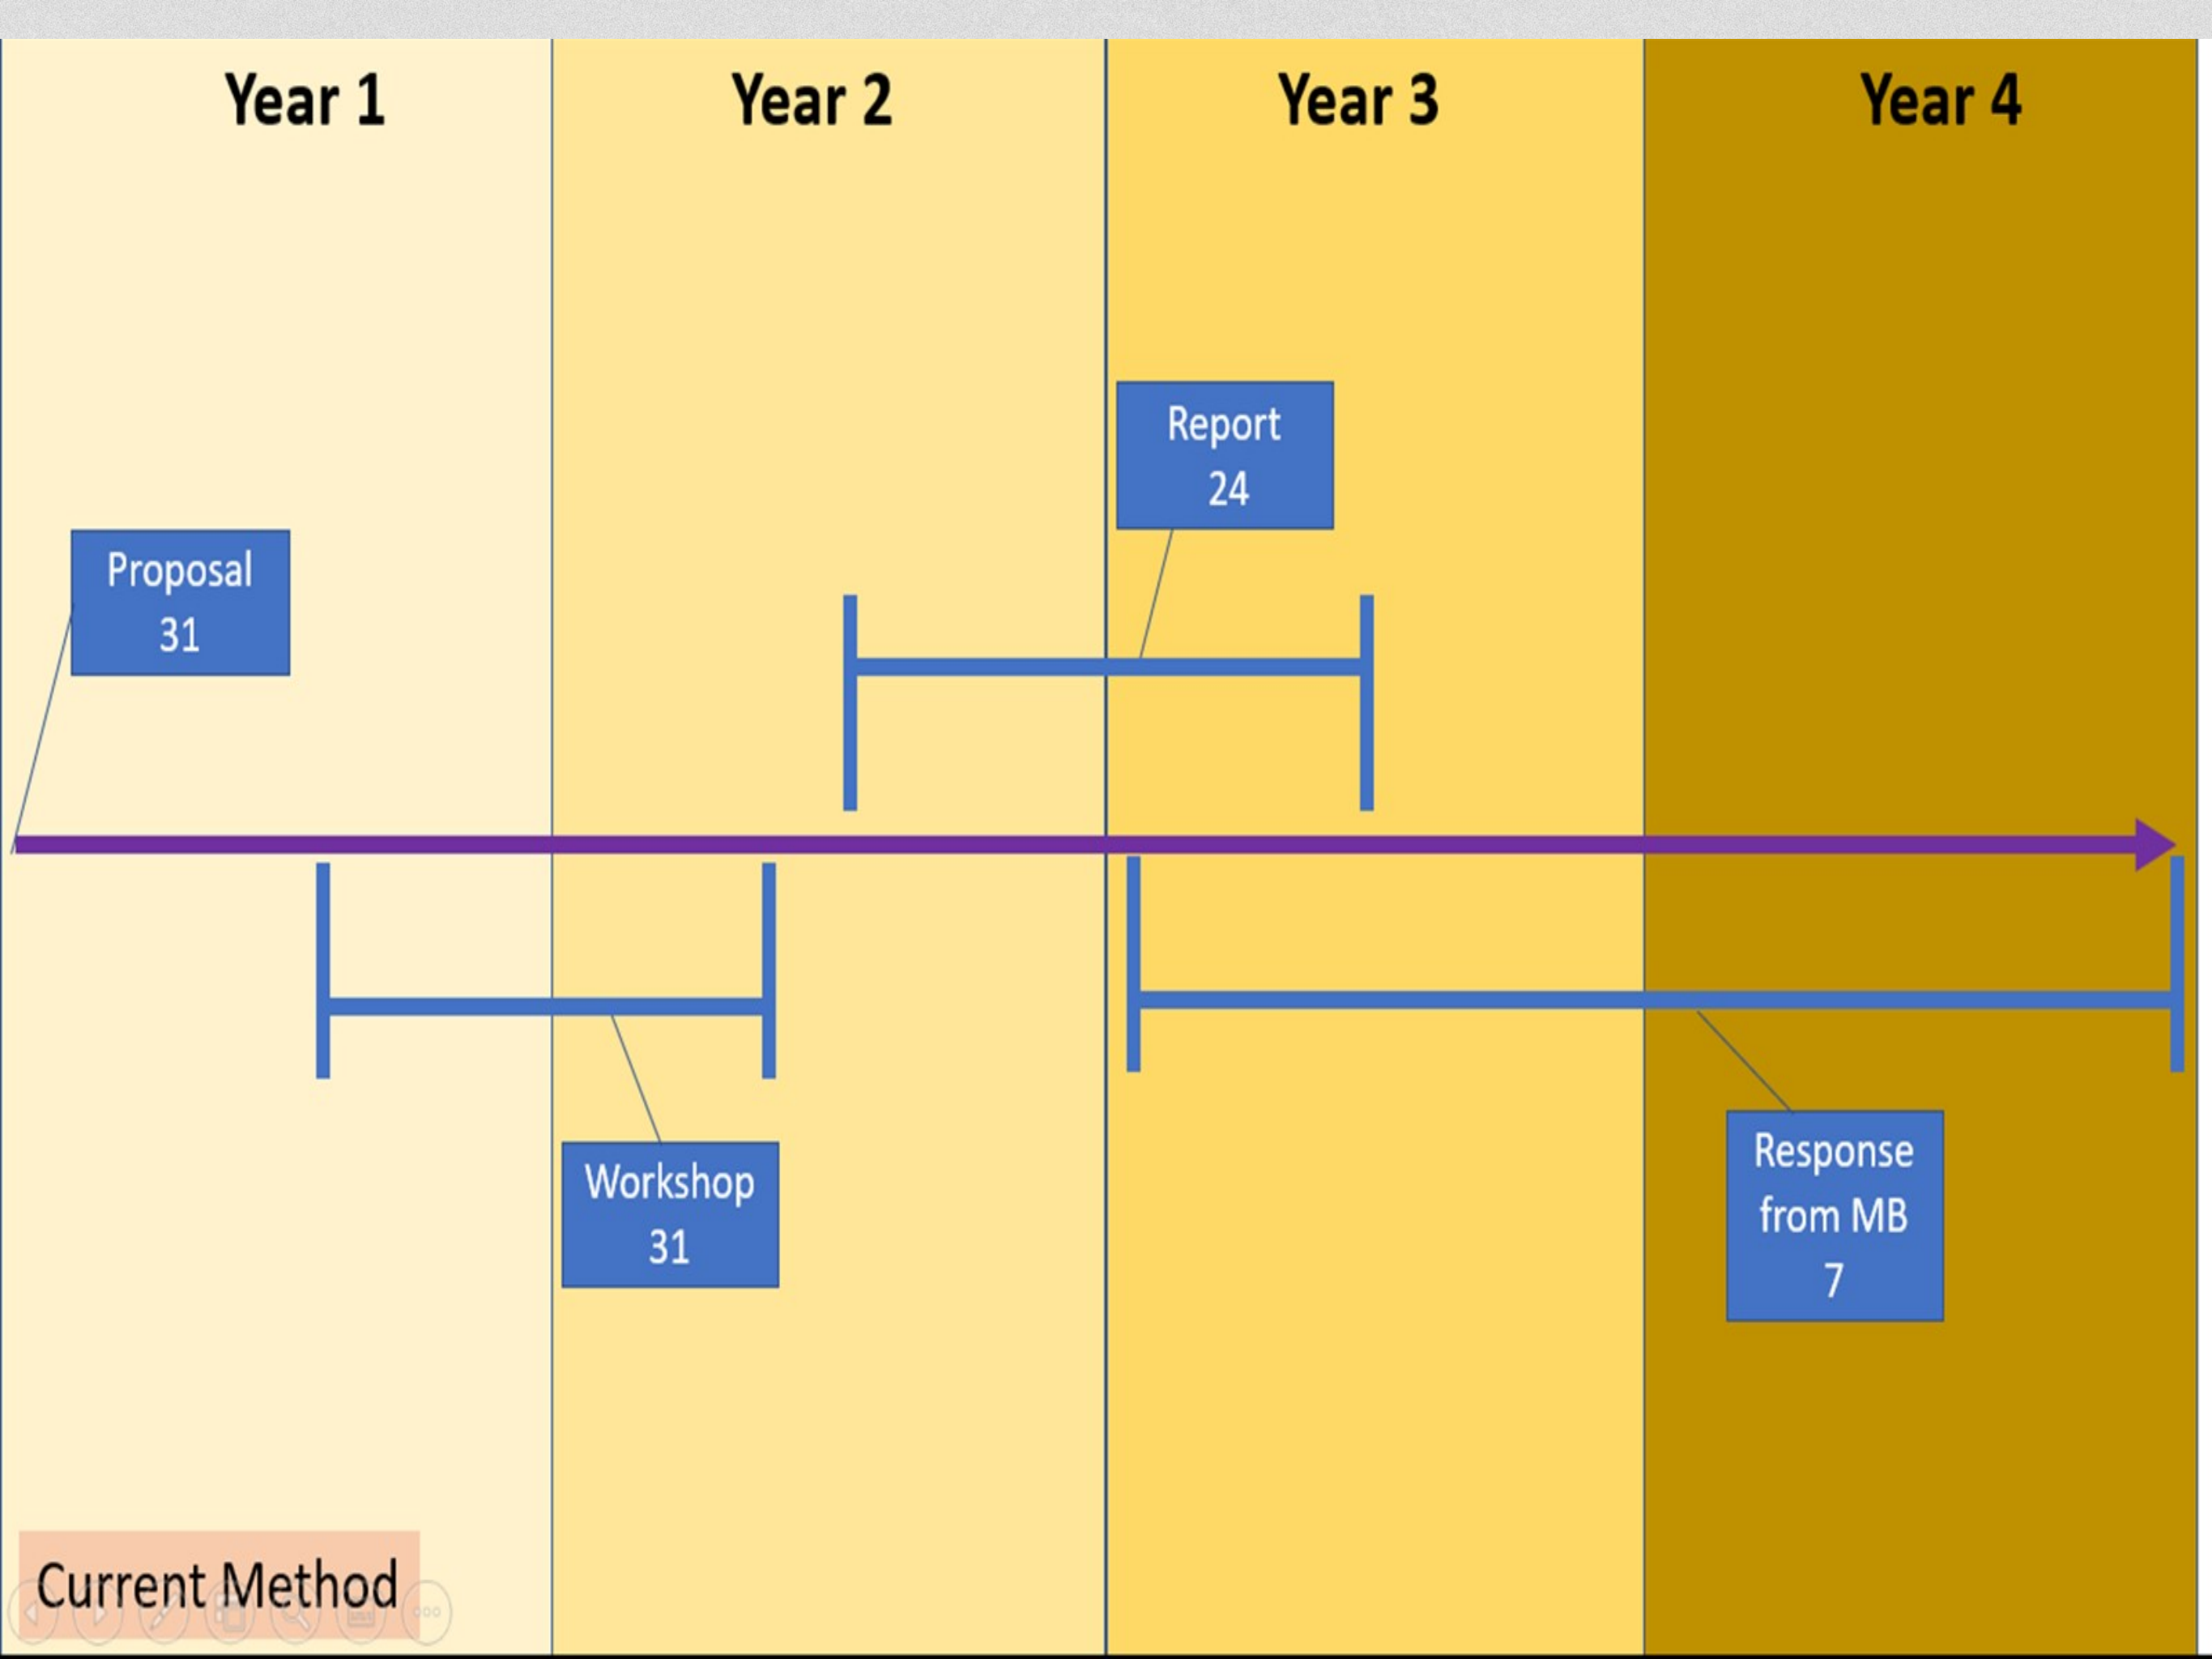 Year 1
Year 2
Year 3
Year 4
Report
24
Proposal
31
Workshop
31
Response
from MB
7
Current Method